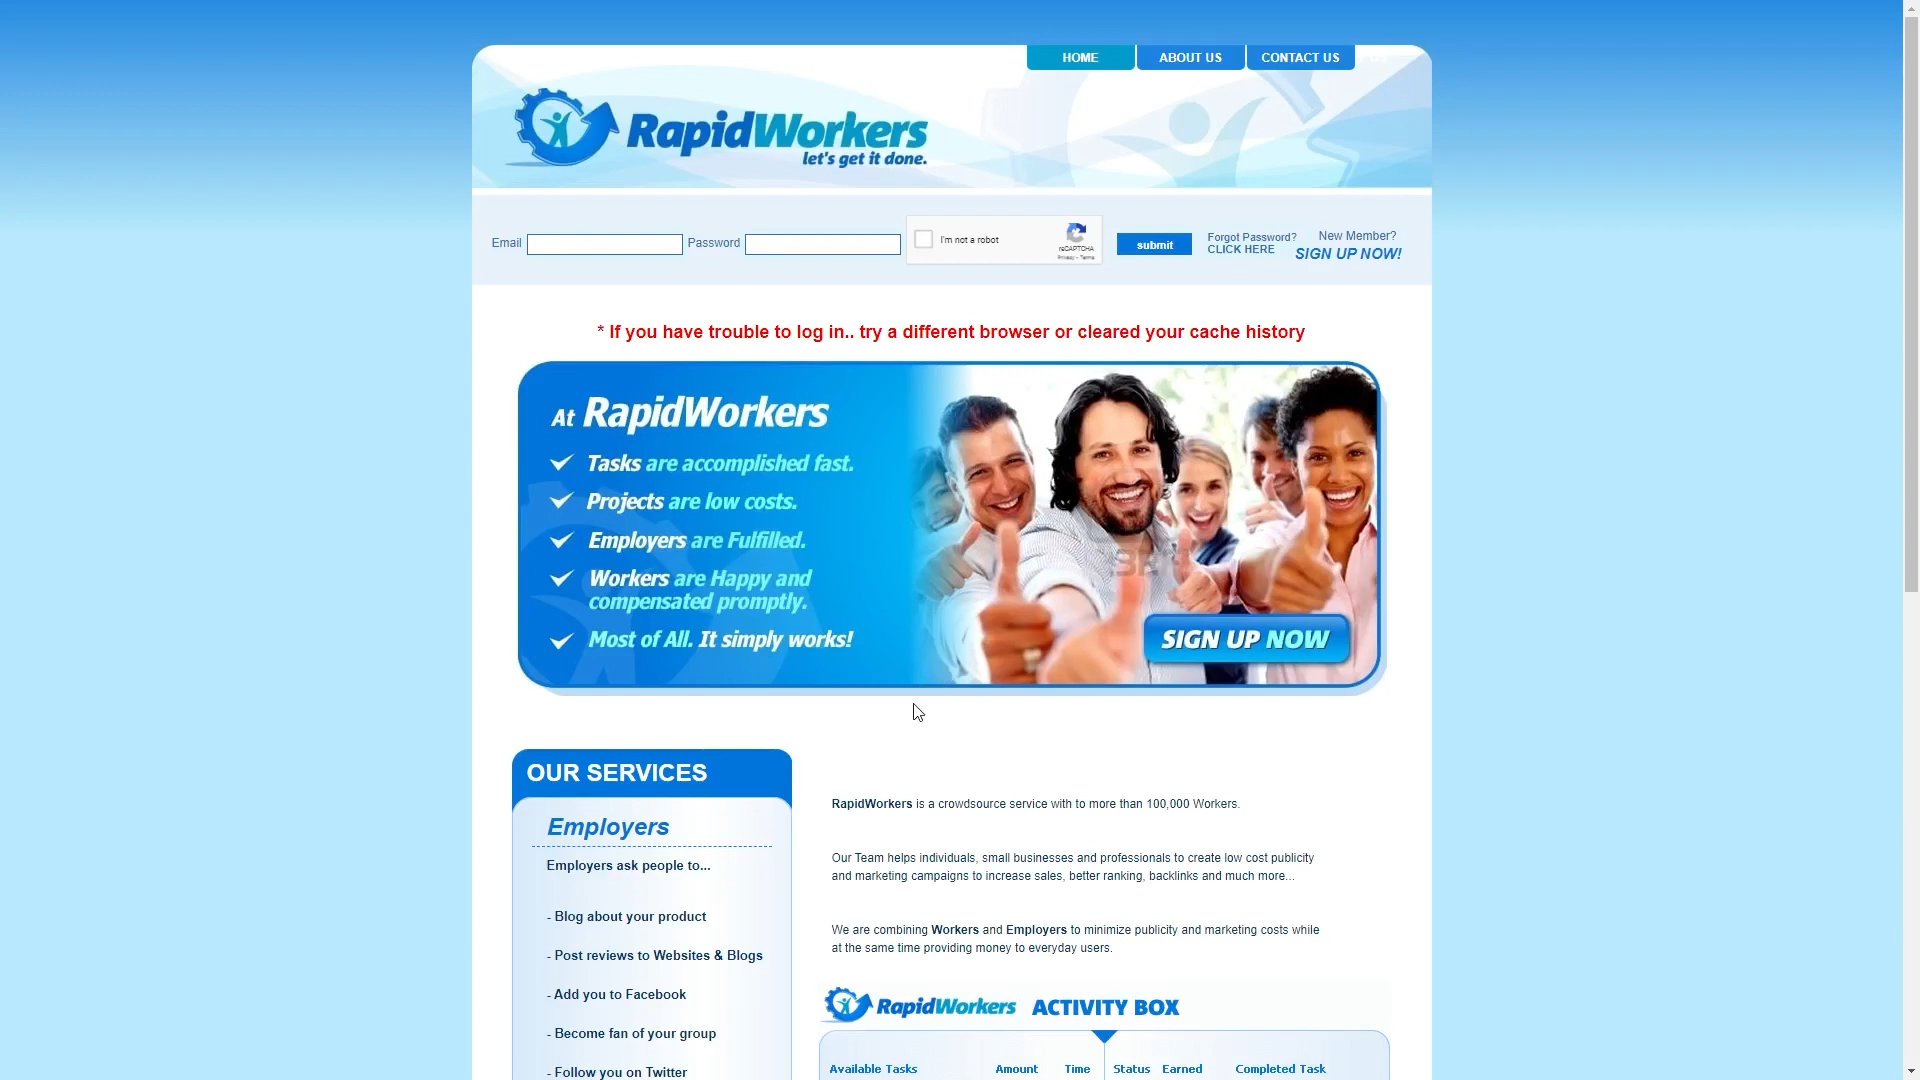 HOME ABOUT US CONTACT US
RapidWorkers
let's get it done.
Email Password I'm not a robot reCAPTCHA Privacy - Terms submit Forgot Password? CLICK HERE New Member? SIGN UP NOW!
* If you have trouble to log in.. try a different browser or cleared your cache history
At RapidWorkers
Tasks are accomplished fast.
Projects are low costs.
Employers are Fulfilled.
Workers are Happy and
compensated promptly.
Most of All. It simply works!
SIGN UP NOW
OUR SERVICES
Employers
Employers ask people to...
- Blog about your product
- Post reviews to Websites & Blogs
- Add you to Facebook
- Become fan of your group
- Follow you on Twitter
RapidWorkers is a crowdsource service with to more than 100,000 Workers.
Our Team helps individuals, small businesses and professionals to create low cost publicity
and marketing campaigns to increase sales, better ranking, backlinks and much more...
We are combining Workers and Employers to minimize publicity and marketing costs while
at the same time providing money to everyday users.
RapidWorkers ACTIVITY BOX
Available Tasks Amount Time Status Earned Completed Task